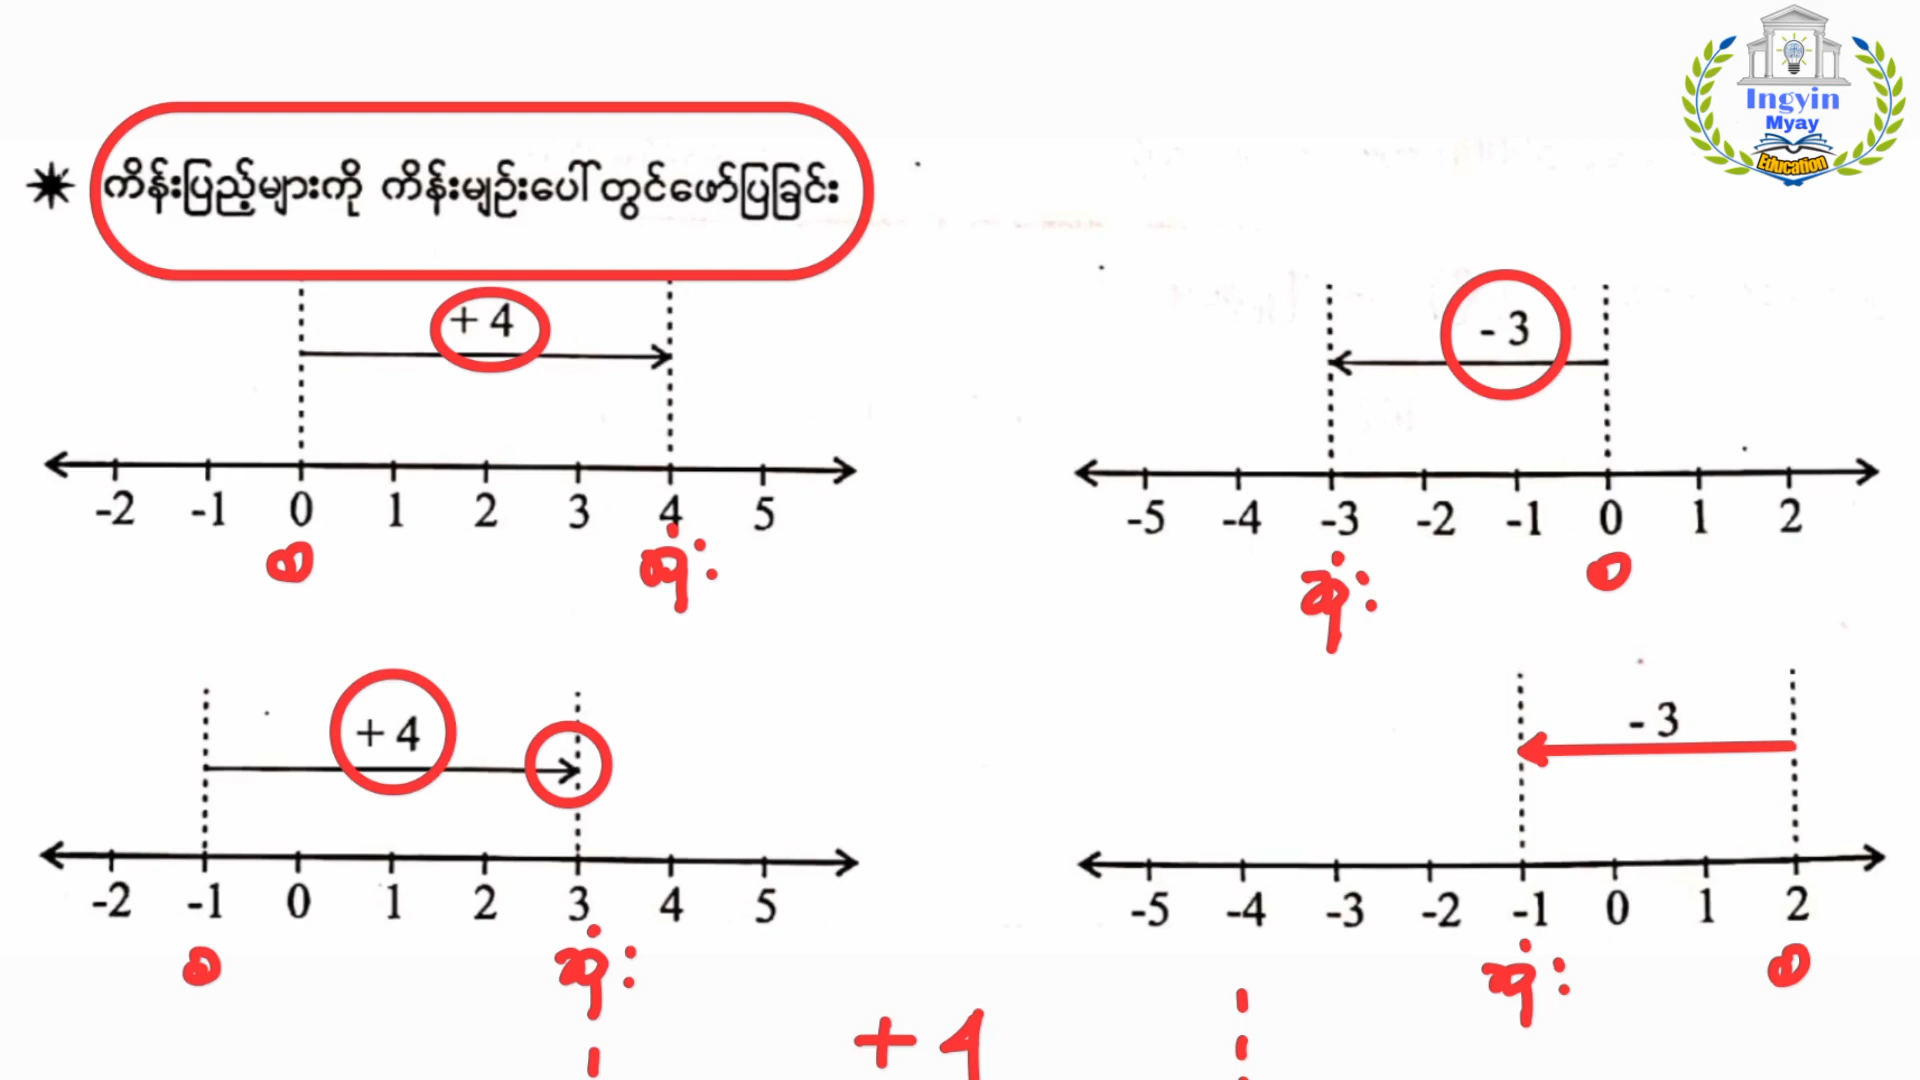 Ingyin
Myay
Education
✷ ကိန်းပြည့်များကို ကိန်းမျဉ်းပေါ်တွင်ဖော်ပြခြင်း
+ 4
-2 -1 0 1 2 3 4 5
စ ဆုံး
- 3
-5 -4 -3 -2 -1 0 1 2
ဆုံး စ
+ 4
-2 -1 0 1 2 3 4 5
စ ဆုံး
- 3
-5 -4 -3 -2 -1 0 1 2
ဆုံး စ
+ 4